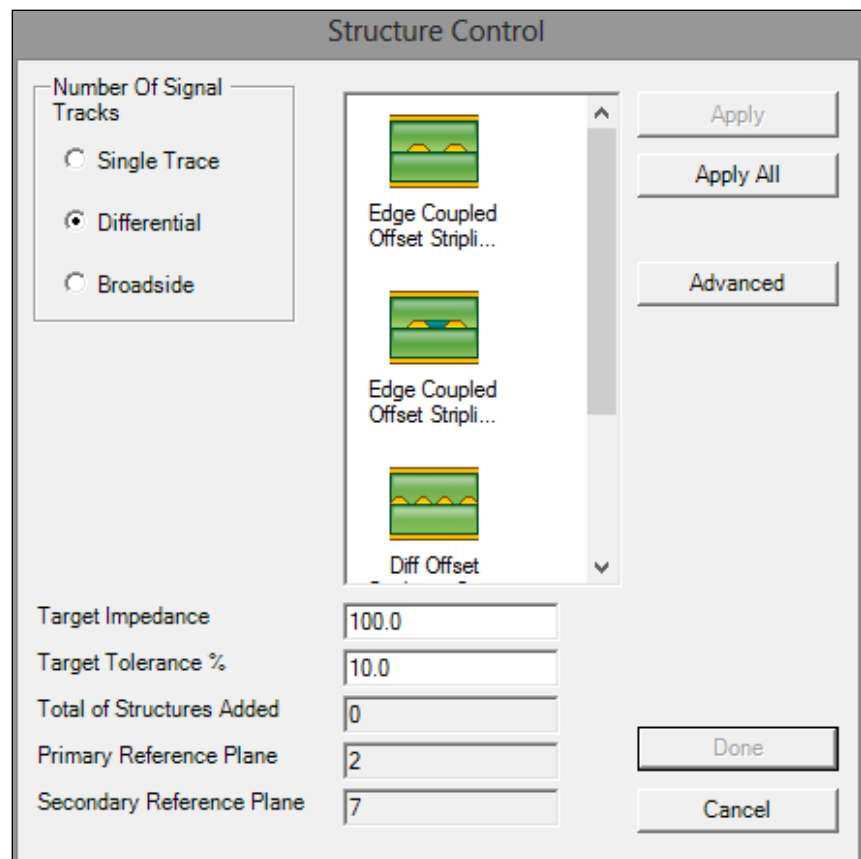 Structure Control
Number Of Signal
Tracks
Single Trace
Differential
Broadside
Edge Coupled
Offset Stripli...
Edge Coupled
Offset Stripli...
Diff Offset
Apply
Apply All
Advanced
Target Impedance
100.0
Target Tolerance %
10.0
Total of Structures Added
0
Primary Reference Plane
2
Secondary Reference Plane
7
Done
Cancel